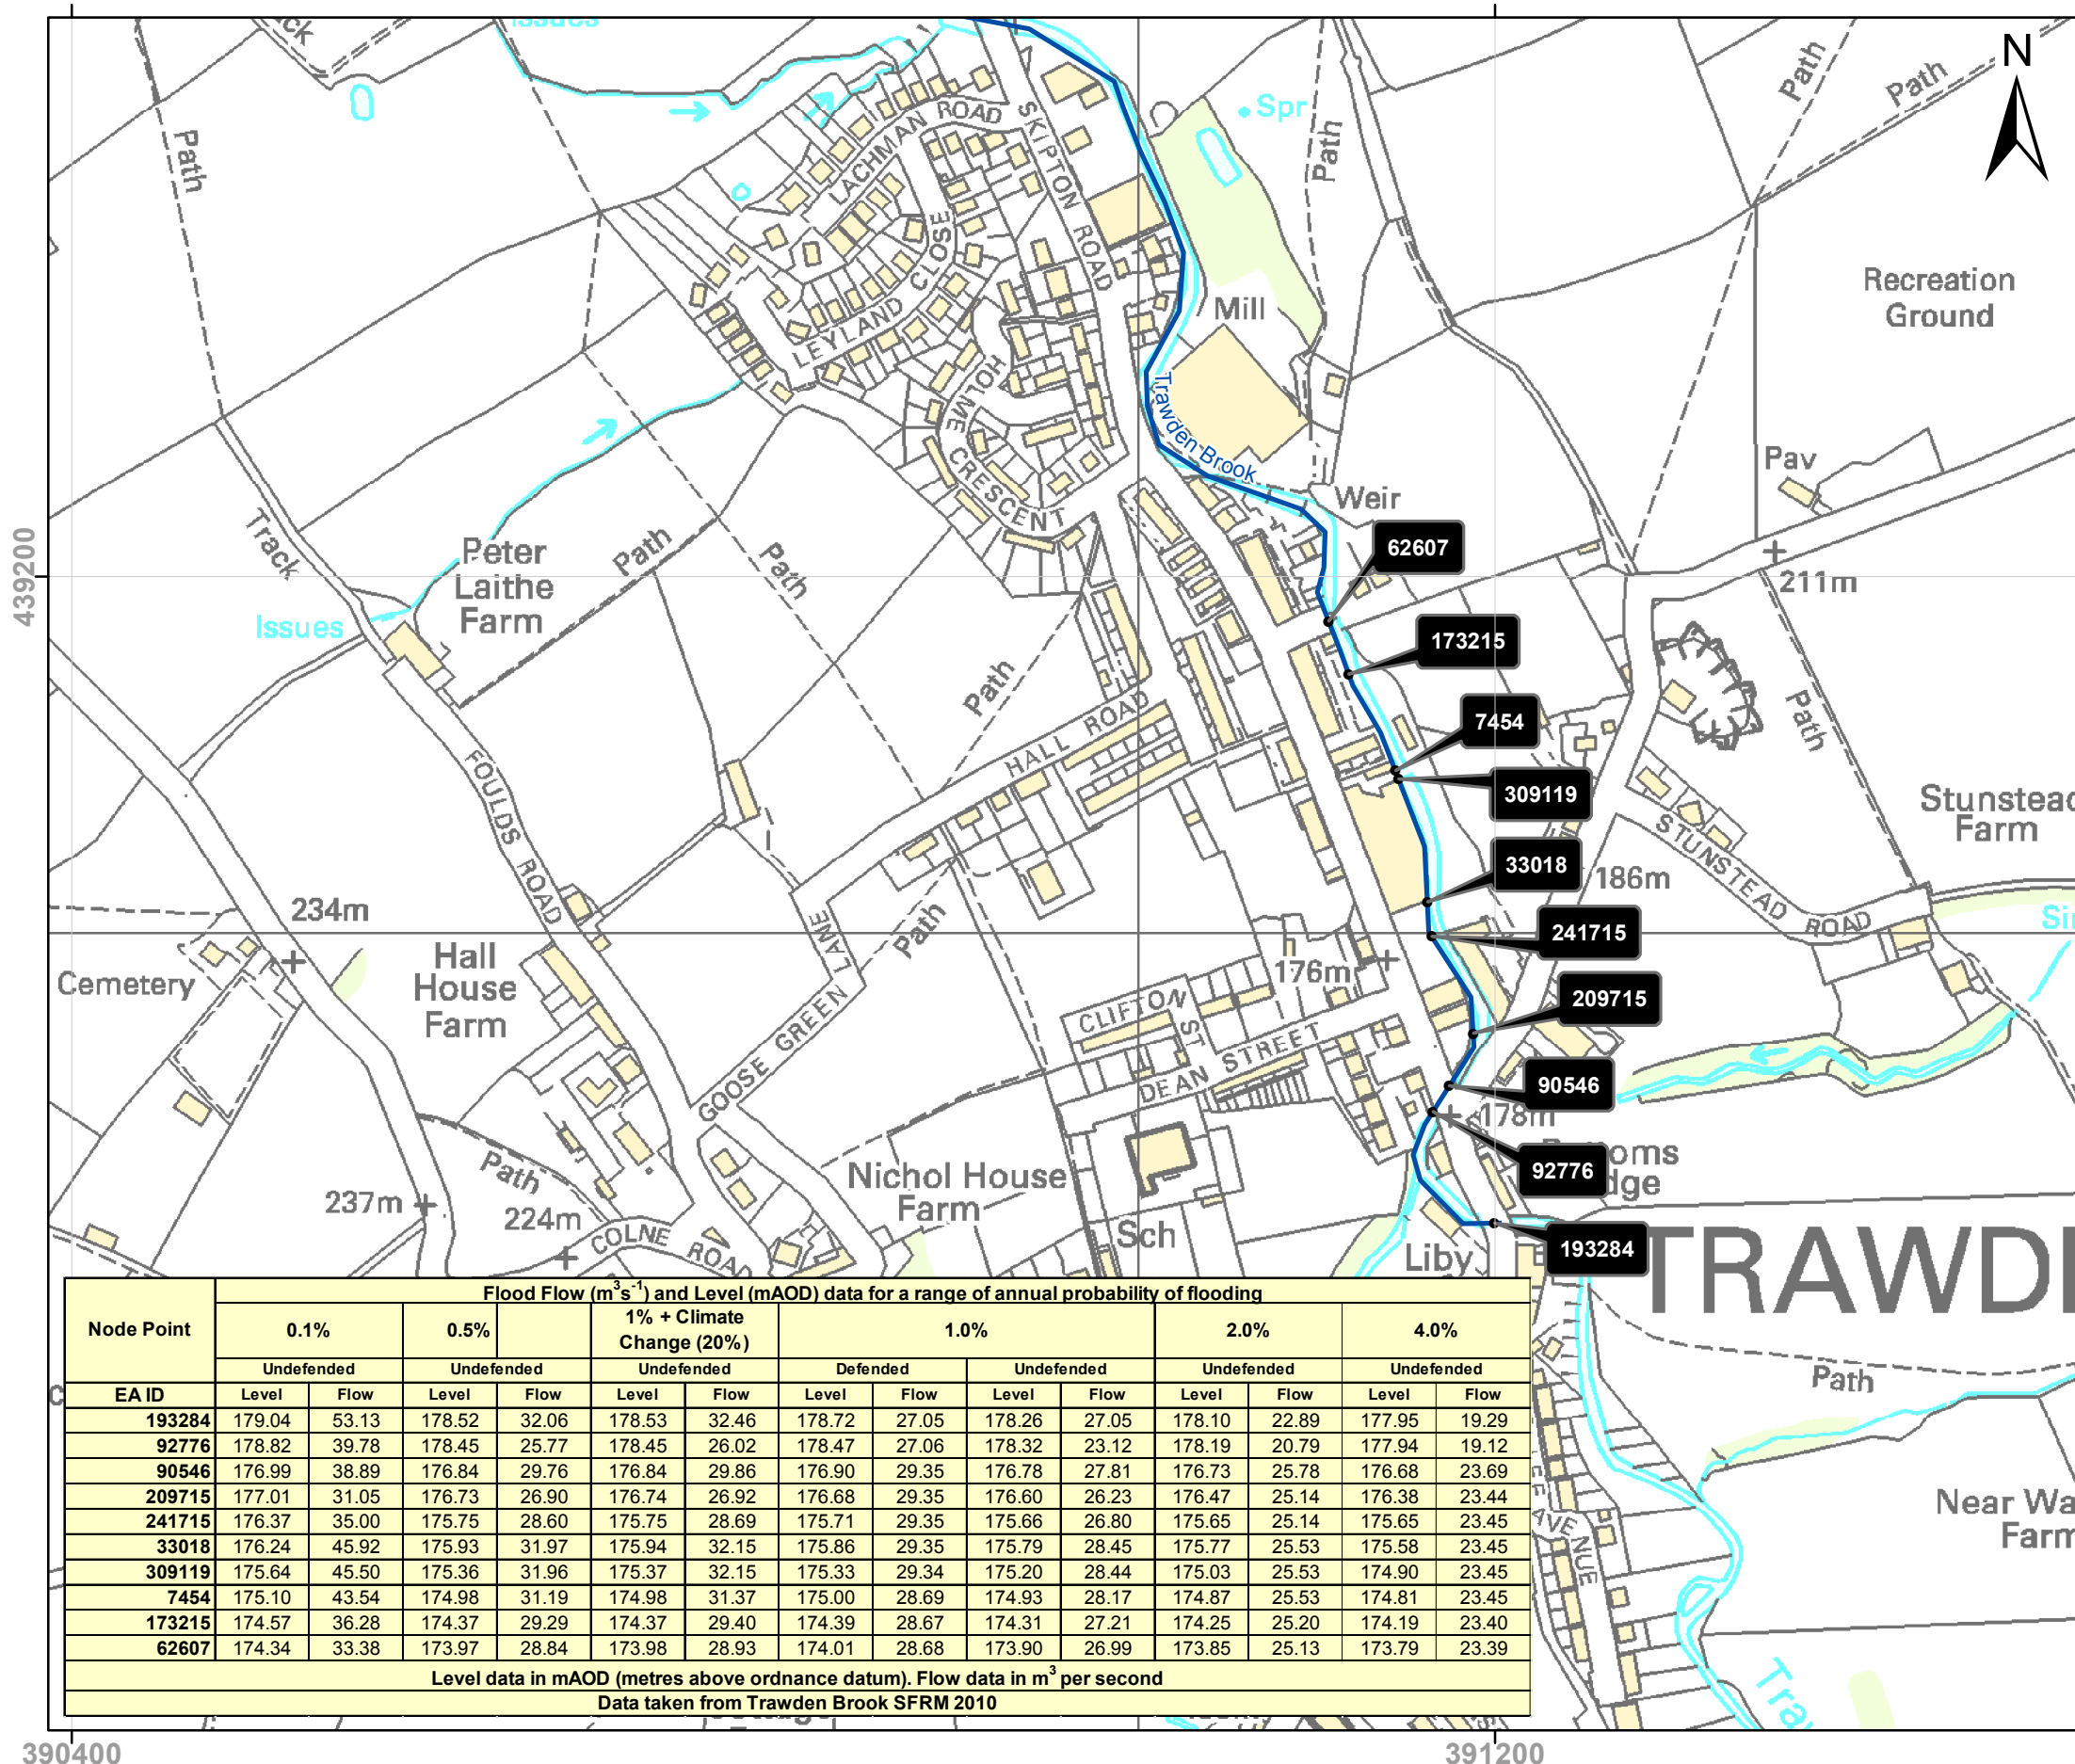 Issues
N
Path
Path
Path
Path
Spr
LACHMAN ROAD
SKIPTON ROAD
LEYLAND CLOSE
HOLME CRESCENT
Mill
Recreation
Ground
Trawden Brook
Weir
Pav
Track
Peter
Laithe
Farm
Path
Path
Issues
439200
62607
211m
173215
Path
Path
7454
HALL ROAD
309119
FOULDS ROAD
STUNSTEAD ROAD
Farm
33018
186m
234m
LANE
Path
241715
Cemetery
Hall
House
Farm
176m
209715
CLIFTON ST
DEAN STREET
GOOSE GREEN
90546
178m
92776
Path
Nichol House
Farm
237m
224m
COLNE ROAD
Sch
Liby
193284
TRAWD
Flood Flow (m³s⁻¹) and Level (mAOD) data for a range of annual probability of flooding
Node Point 0.1% 0.5% 1% + Climate Change (20%) 1.0% 2.0% 4.0%
Undefended Undefended Undefended Defended Undefended Undefended Undefended
EA ID Level Flow Level Flow Level Flow Level Flow Level Flow Level Flow Level Flow
193284 179.04 53.13 178.52 32.06 178.53 32.46 178.72 27.05 178.26 27.05 178.10 22.89 177.95 19.29
92776 178.82 39.78 178.45 25.77 178.45 26.02 178.47 27.06 178.32 23.12 178.19 20.79 177.94 19.12
90546 176.99 38.89 176.84 29.76 176.84 29.86 176.90 29.35 176.78 27.81 176.73 25.78 176.68 23.69
209715 177.01 31.05 176.73 26.90 176.74 26.92 176.68 29.35 176.60 26.23 176.47 25.14 176.38 23.44
241715 176.37 35.00 175.75 28.60 175.75 28.69 175.71 29.35 175.66 26.80 175.65 25.14 175.65 23.45
33018 176.24 45.92 175.93 31.97 175.94 32.15 175.86 29.35 175.79 28.45 175.77 25.53 175.58 23.45
309119 175.64 45.50 175.36 31.96 175.37 32.15 175.33 29.34 175.20 28.44 175.03 25.53 174.90 23.45
7454 175.10 43.54 174.98 31.19 174.98 31.37 175.00 28.69 174.93 28.17 174.87 25.53 174.81 23.45
173215 174.57 36.28 174.37 29.29 174.37 29.40 174.39 28.67 174.31 27.21 174.25 25.20 174.19 23.40
62607 174.34 33.38 173.97 28.84 173.98 28.93 174.01 28.68 173.90 26.99 173.85 25.13 173.79 23.39
Level data in mAOD (metres above ordnance datum). Flow data in m³ per second
Data taken from Trawden Brook SFRM 2010
Path
Near Wa
Farm
AVENUE
Tra
390400
391200